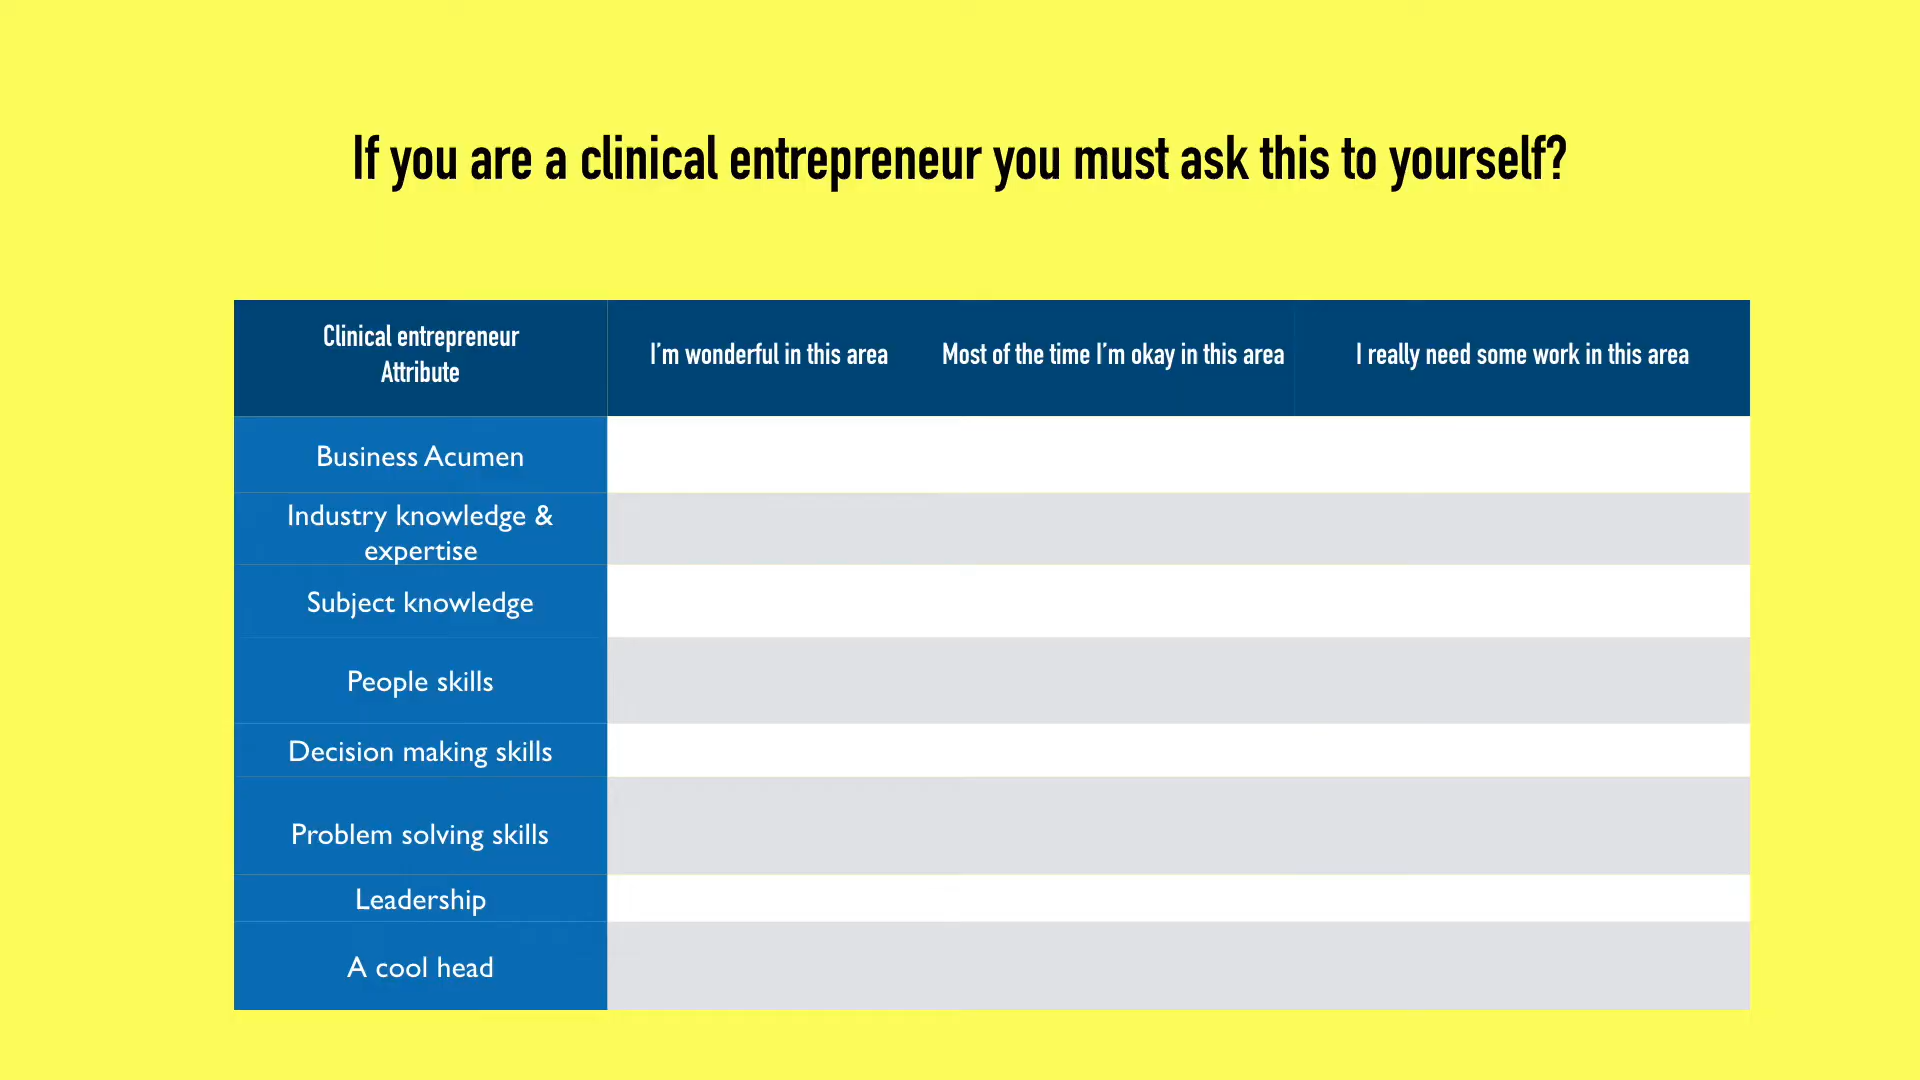 If you are a clinical entrepreneur you must ask this to yourself?
Clinical entrepreneur
Attribute
I'm wonderful in this area
Most of the time I'm okay in this area
I really need some work in this area
Business Acumen
Industry knowledge &
expertise
Subject knowledge
People skills
Decision making skills
Problem solving skills
Leadership
A cool head